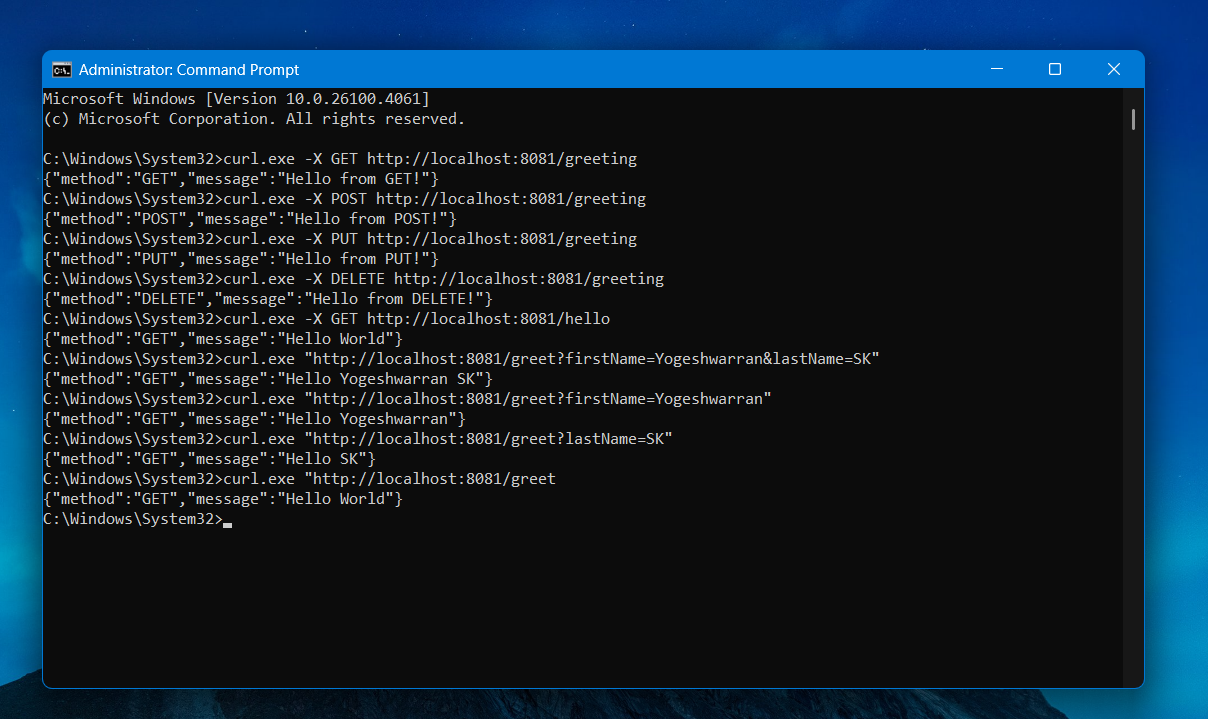 Administrator: Command Prompt
Microsoft Windows [Version 10.0.26100.4061]
(c) Microsoft Corporation. All rights reserved.
C:\Windows\System32>curl.exe -X GET http://localhost:8081/greeting
{"method":"GET","message":"Hello from GET!"}
C:\Windows\System32>curl.exe -X POST http://localhost:8081/greeting
{"method":"POST","message":"Hello from POST!"}
C:\Windows\System32>curl.exe -X PUT http://localhost:8081/greeting
{"method":"PUT","message":"Hello from PUT!"}
C:\Windows\System32>curl.exe -X DELETE http://localhost:8081/greeting
{"method":"DELETE","message":"Hello from DELETE!"}
C:\Windows\System32>curl.exe -X GET http://localhost:8081/hello
{"method":"GET","message":"Hello World"}
C:\Windows\System32>curl.exe "http://localhost:8081/greet?firstName=Yogeshwarran&lastName=SK"
{"method":"GET","message":"Hello Yogeshwarran SK"}
C:\Windows\System32>curl.exe "http://localhost:8081/greet?firstName=Yogeshwarran"
{"method":"GET","message":"Hello Yogeshwarran"}
C:\Windows\System32>curl.exe "http://localhost:8081/greet?lastName=SK"
{"method":"GET","message":"Hello SK"}
C:\Windows\System32>curl.exe "http://localhost:8081/greet
{"method":"GET","message":"Hello World"}
C:\Windows\System32>